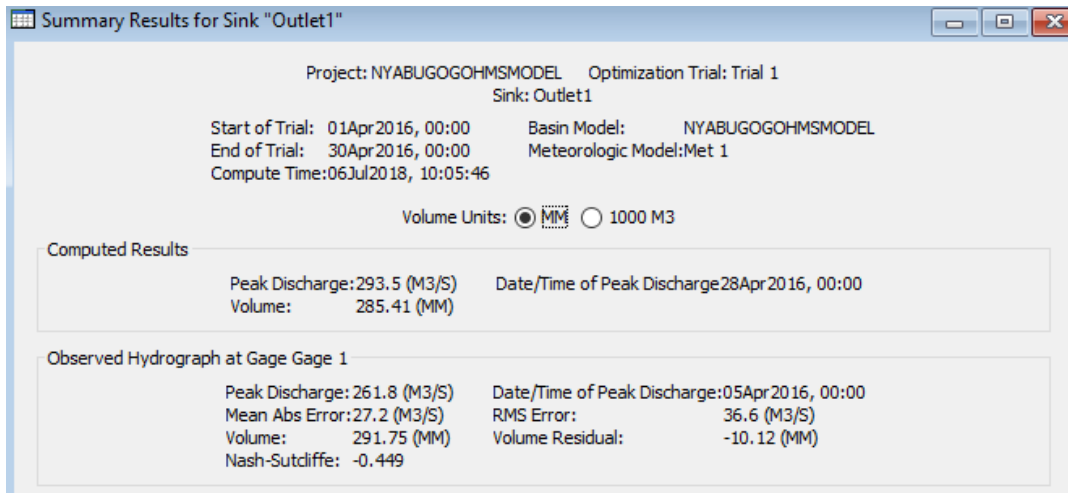 Summary Results for Sink "Outlet1"
Project: NYABUGOGOHMSMODEL Optimization Trial: Trial 1
Sink: Outlet1
Start of Trial: 01Apr2016, 00:00 Basin Model: NYABUGOGOHMSMODEL
End of Trial: 30Apr2016, 00:00 Meteorologic Model:Met 1
Compute Time:06Jul2018, 10:05:46
Volume Units: MM 1000 M3
Computed Results
Peak Discharge:293.5 (M3/S) Date/Time of Peak Discharge28Apr2016, 00:00
Volume: 285.41 (MM)
Observed Hydrograph at Gage Gage 1
Peak Discharge:261.8 (M3/S) Date/Time of Peak Discharge:05Apr2016, 00:00
Mean Abs Error:27.2 (M3/S) RMS Error: 36.6 (M3/S)
Volume: 291.75 (MM) Volume Residual: -10.12 (MM)
Nash-Sutcliffe: -0.449